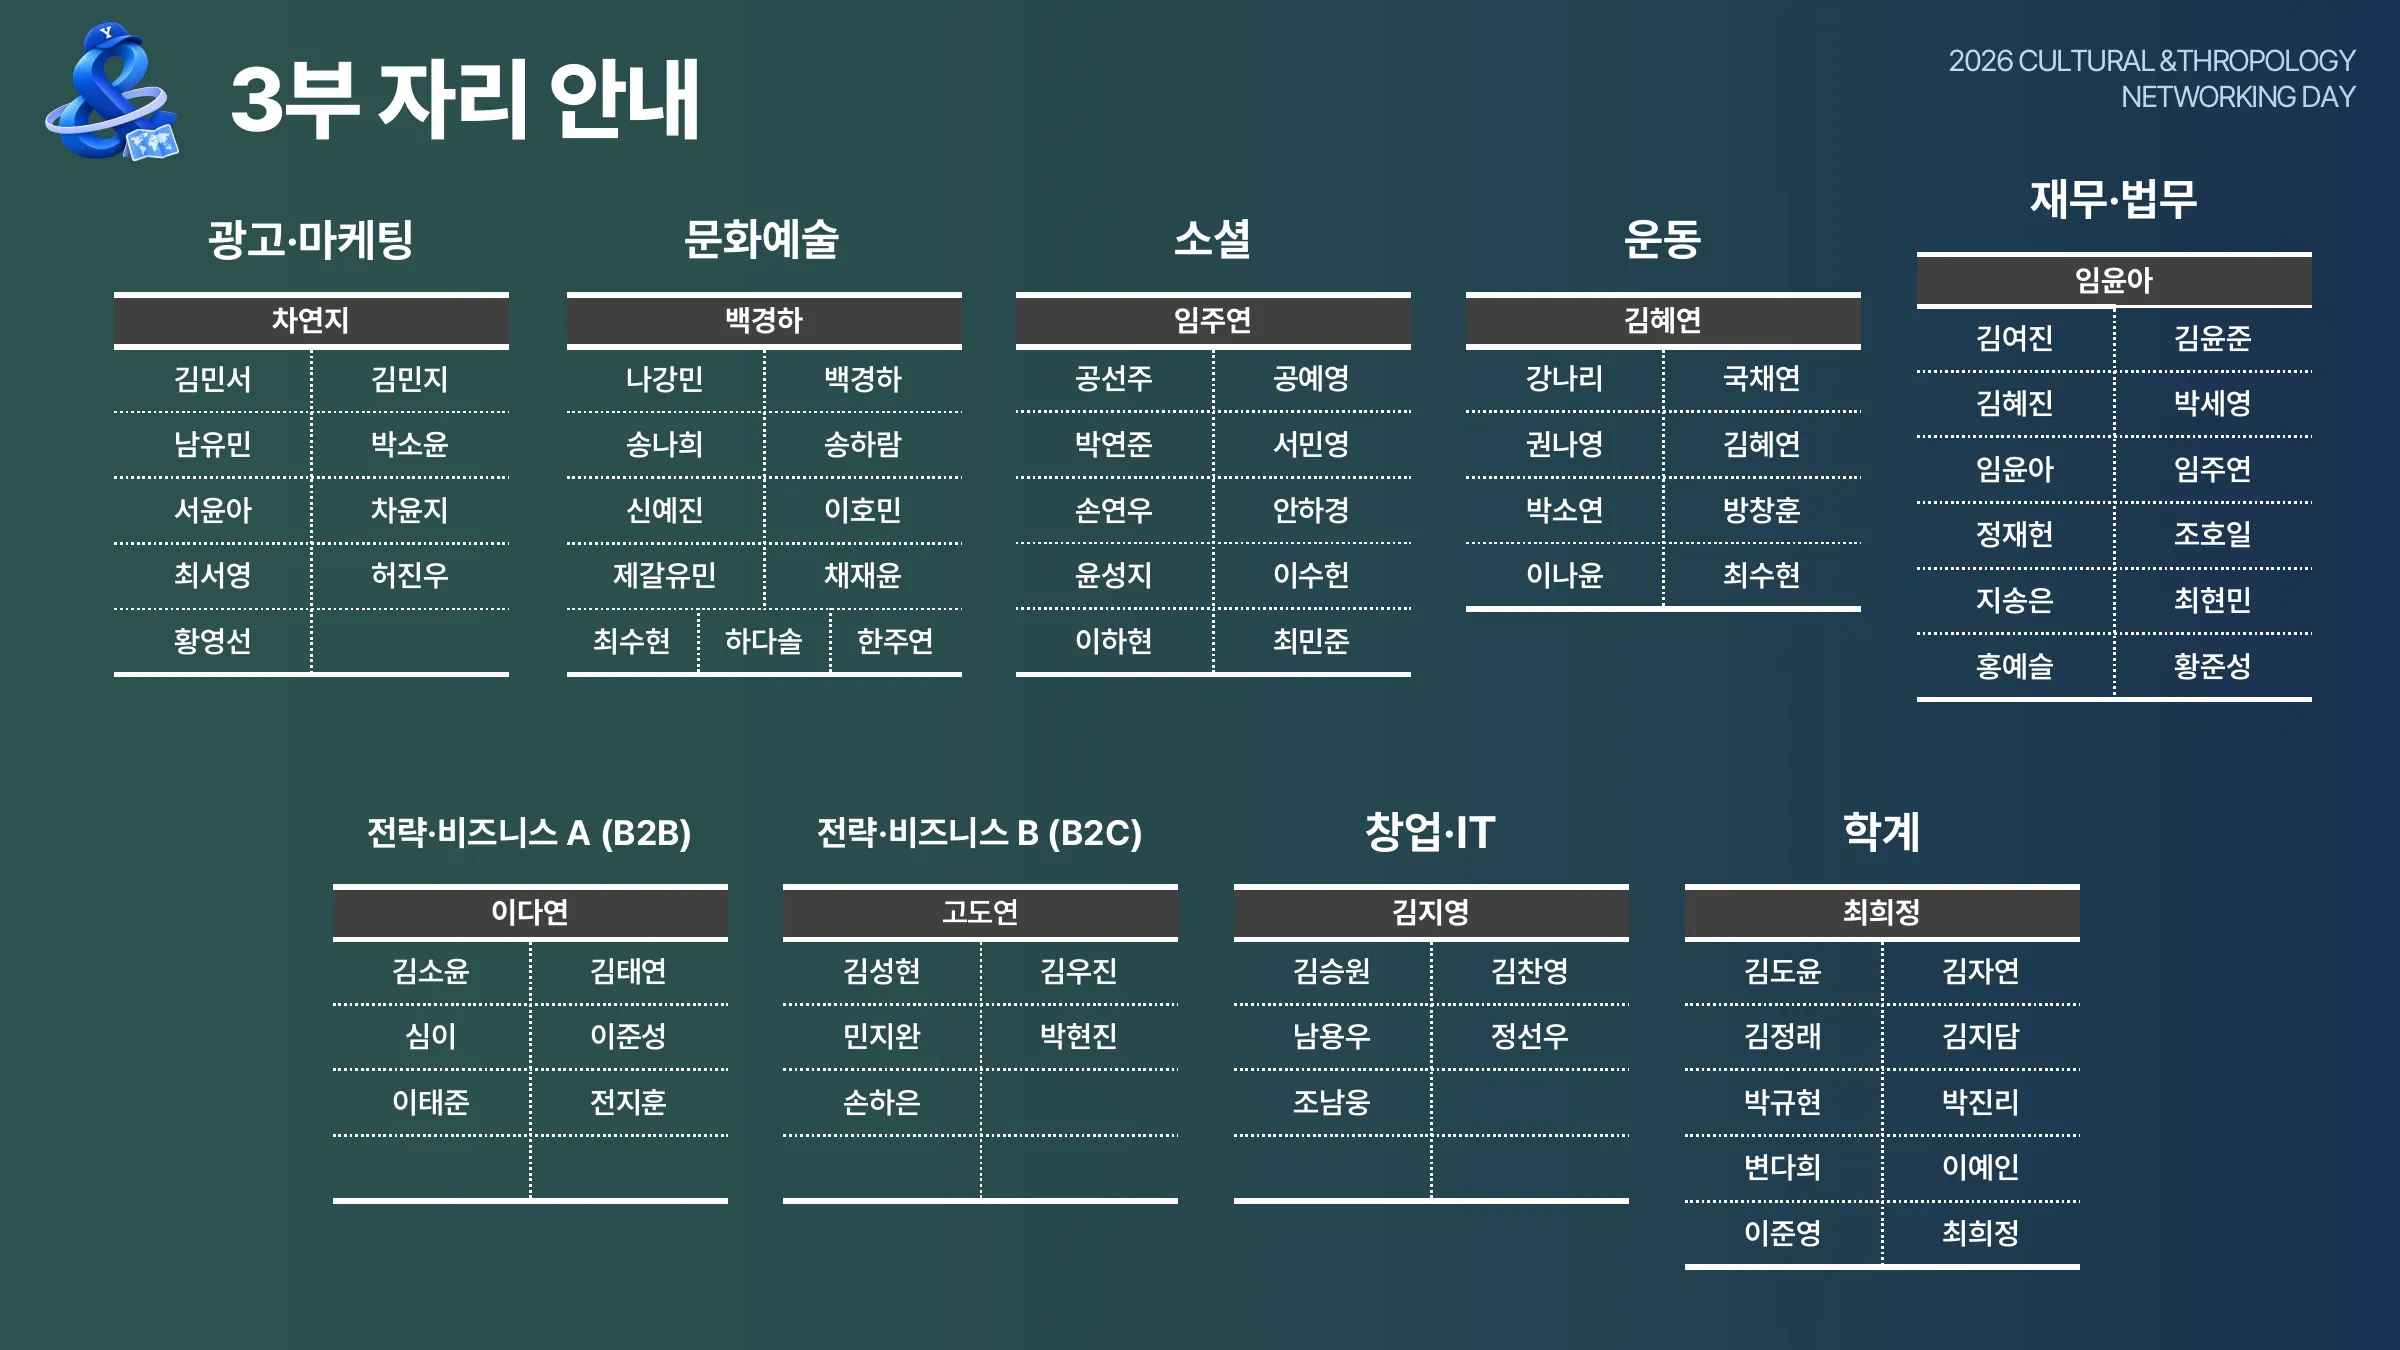 Y
3부 자리 안내
2026 CULTURAL &THROPOLOGY
NETWORKING DAY
광고·마케팅
차연지
김민서 김민지
남유민 박소윤
서윤아 차윤지
최서영 허진우
황영선
문화예술
백경하
나강민 백경하
송나희 송하람
신예진 이호민
제갈유민 채재윤
최수현 하다솔 한주연
소셜
임주연
공선주 공예영
박연준 서민영
손연우 안하경
윤성지 이수헌
이하현 최민준
운동
김혜연
강나리 국채연
권나영 김혜연
박소연 방창훈
이나윤 최수현
재무·법무
임윤아
김여진 김윤준
김혜진 박세영
임윤아 임주연
정재헌 조호일
지송은 최현민
홍예슬 황준성
전략·비즈니스 A (B2B)
이다연
김소윤 김태연
심이 이준성
이태준 전지훈
전략·비즈니스 B (B2C)
고도연
김성현 김우진
민지완 박현진
손하은
창업·IT
김지영
김승원 김찬영
남용우 정선우
조남웅
학계
최희정
김도윤 김자연
김정래 김지담
박규현 박진리
변다희 이예인
이준영 최희정